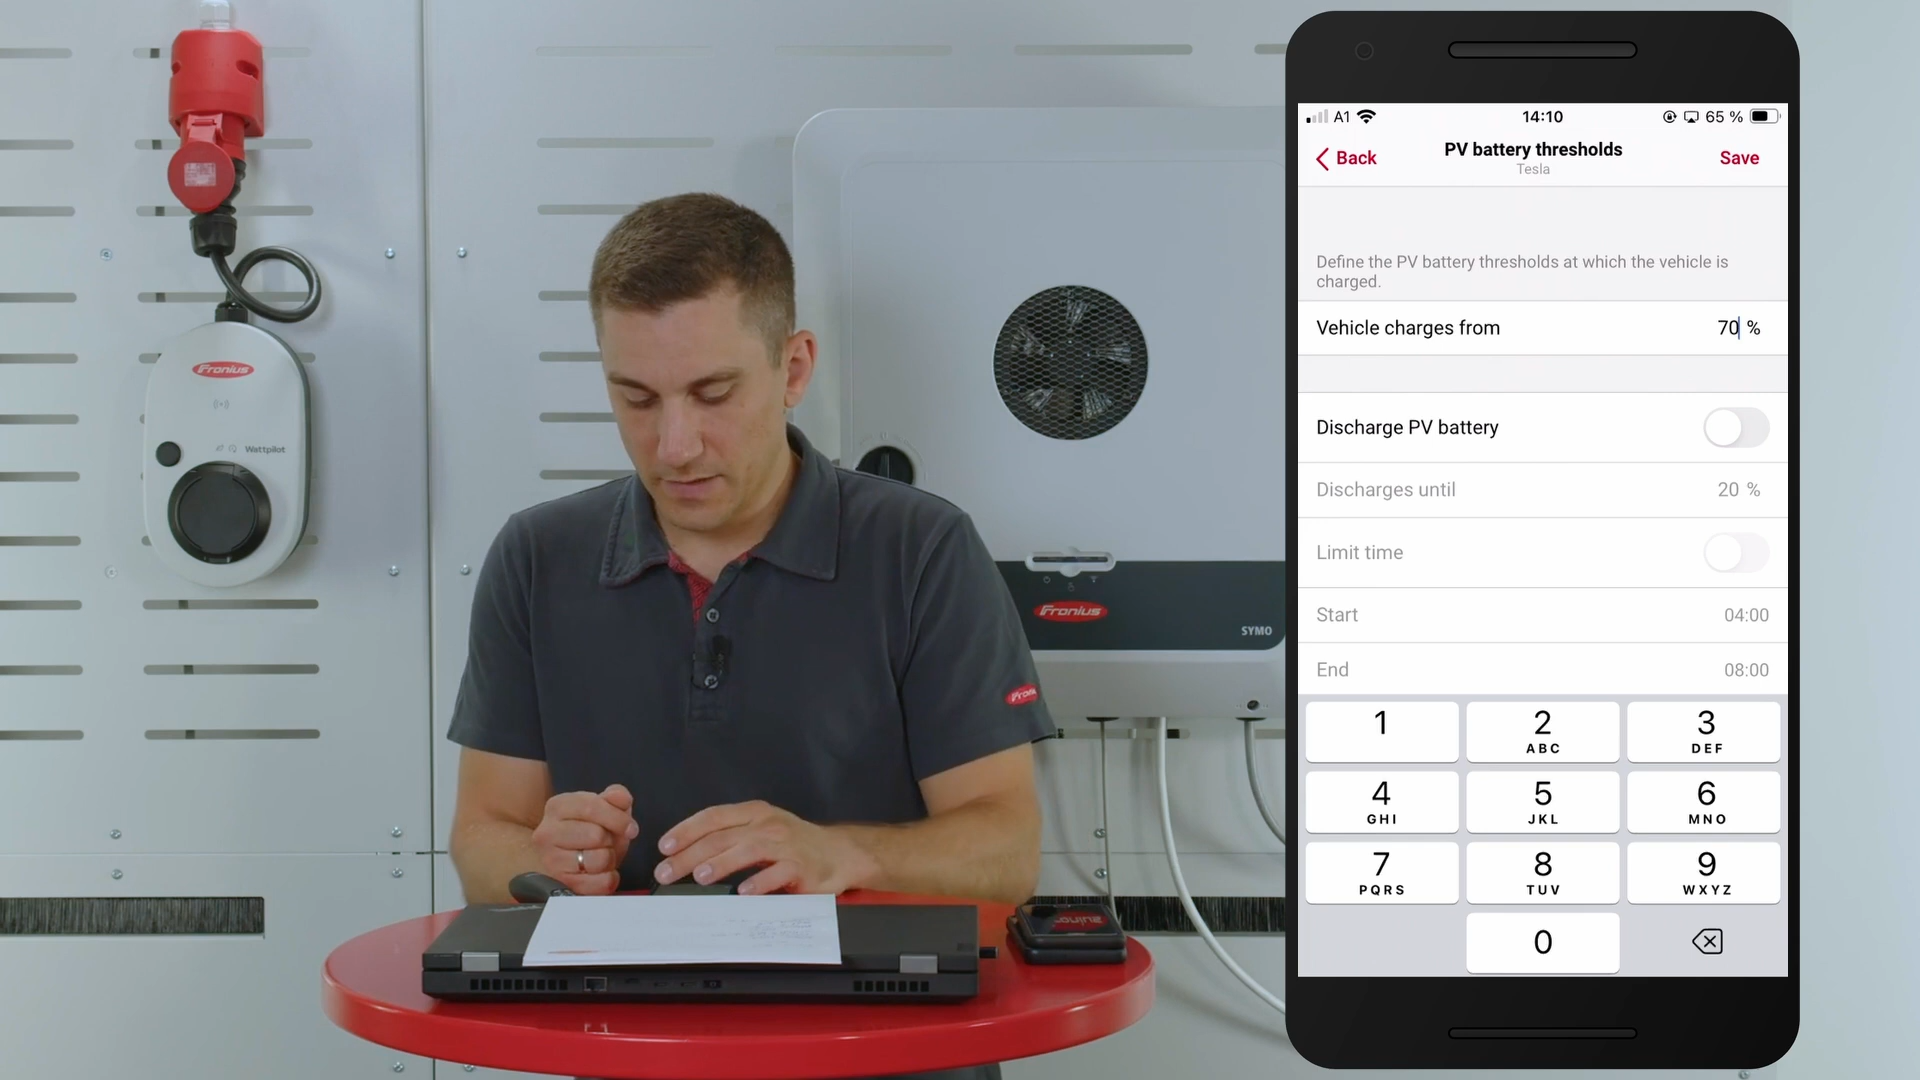 Fronius
Wattpilot
Fronius
SYMO
A1
14:10
65 %
Back
PV battery thresholds
Save
Tesla
Define the PV battery thresholds at which the vehicle is
charged.
Vehicle charges from
70 %
Discharge PV battery
Discharges until
20 %
Limit time
Start
04:00
End
08:00
1
2
ABC
3
DEF
4
GHI
5
JKL
6
MNO
7
PQRS
8
TUV
9
WXYZ
0